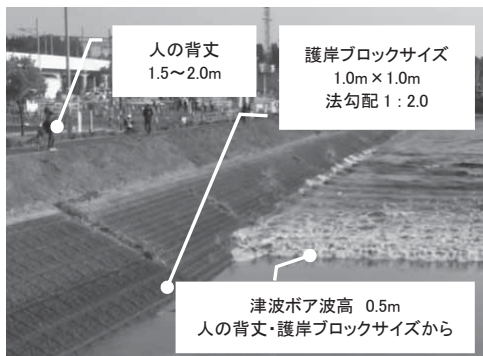 人の背丈
1.5～2.0m
護岸ブロックサイズ
1.0m×1.0m
法勾配 1：2.0
津波ボア波高 0.5m
人の背丈・護岸ブロックサイズから